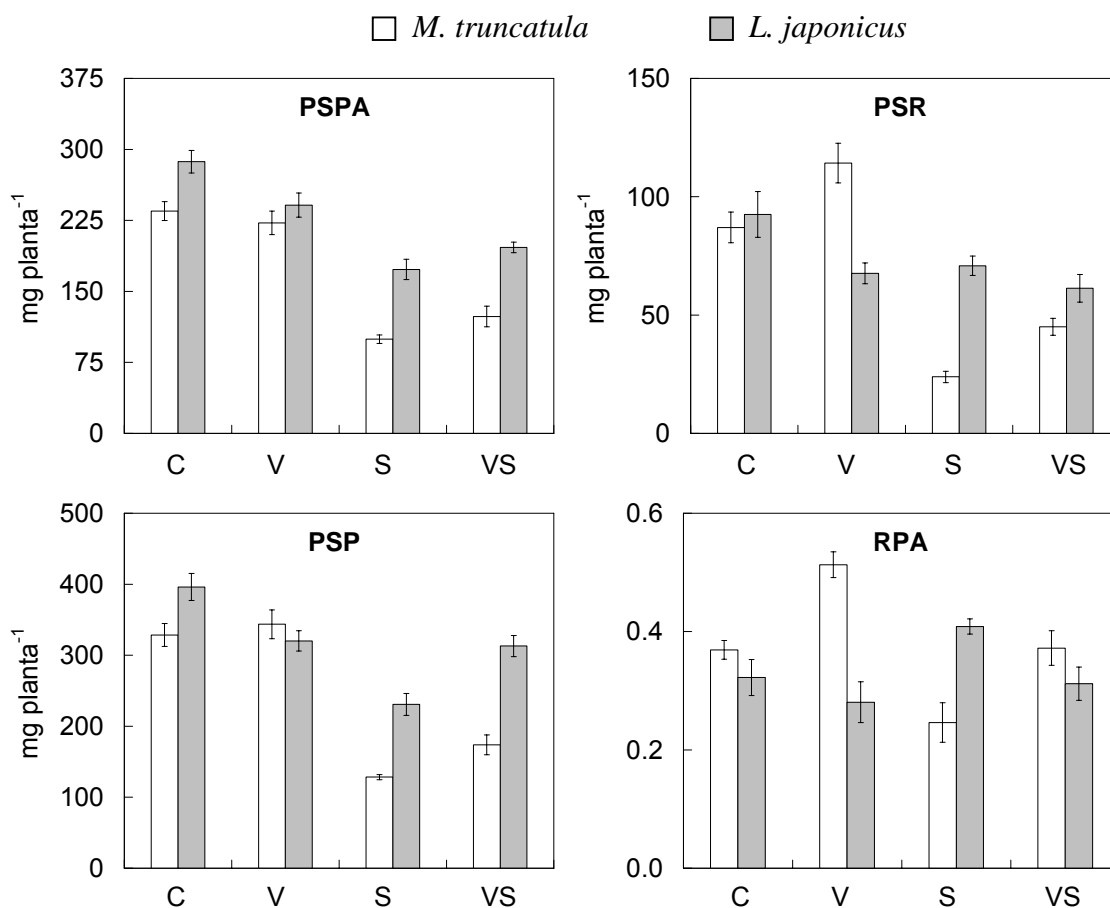 M. truncatula L. japonicus
PSPA
375
300
225
150
75
0
mg planta⁻¹
C V S VS
PSR
150
100
50
0
mg planta⁻¹
C V S VS
PSP
500
400
300
200
100
0
mg planta⁻¹
C V S VS
RPA
0.6
0.4
0.2
0.0
C V S VS